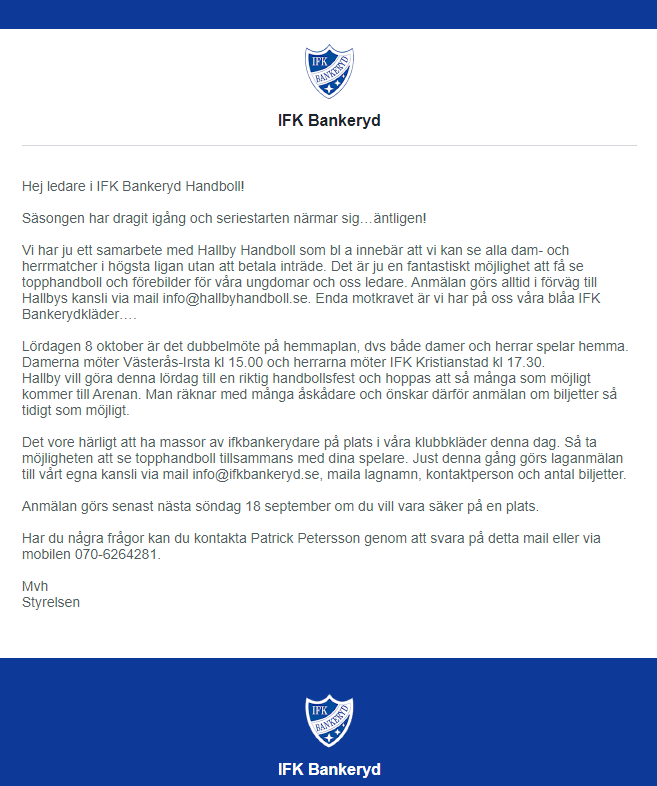 IFK
BANKERYD
IFK Bankeryd
Hej ledare i IFK Bankeryd Handboll!
Säsongen har dragit igång och seriestarten närmar sig…äntligen!
Vi har ju ett samarbete med Hallby Handboll som bl a innebär att vi kan se alla dam- och
herrmatcher i högsta ligan utan att betala inträde. Det är ju en fantastiskt möjlighet att få se
topphandboll och förebilder för våra ungdomar och oss ledare. Anmälan görs alltid i förväg till
Hallbys kansli via mail info@hallbyhandboll.se. Enda motkravet är vi har på oss våra blåa IFK
Bankerydkläder….
Lördagen 8 oktober är det dubbelmöte på hemmaplan, dvs både damer och herrar spelar hemma.
Damerna möter Västerås-Irsta kl 15.00 och herrarna möter IFK Kristianstad kl 17.30.
Hallby vill göra denna lördag till en riktig handbollsfest och hoppas att så många som möjligt
kommer till Arenan. Man räknar med många åskådare och önskar därför anmälan om biljetter så
tidigt som möjligt.
Det vore härligt att ha massor av ifkbankerydare på plats i våra klubbkläder denna dag. Så ta
möjligheten att se topphandboll tillsammans med dina spelare. Just denna gång görs laganmälan
till vårt egna kansli via mail info@ifkbankeryd.se, maila lagnamn, kontaktperson och antal biljetter.
Anmälan görs senast nästa söndag 18 september om du vill vara säker på en plats.
Har du några frågor kan du kontakta Patrick Petersson genom att svara på detta mail eller via
mobilen 070-6264281.
Mvh
Styrelsen
IFK
BANKERYD
IFK Bankeryd